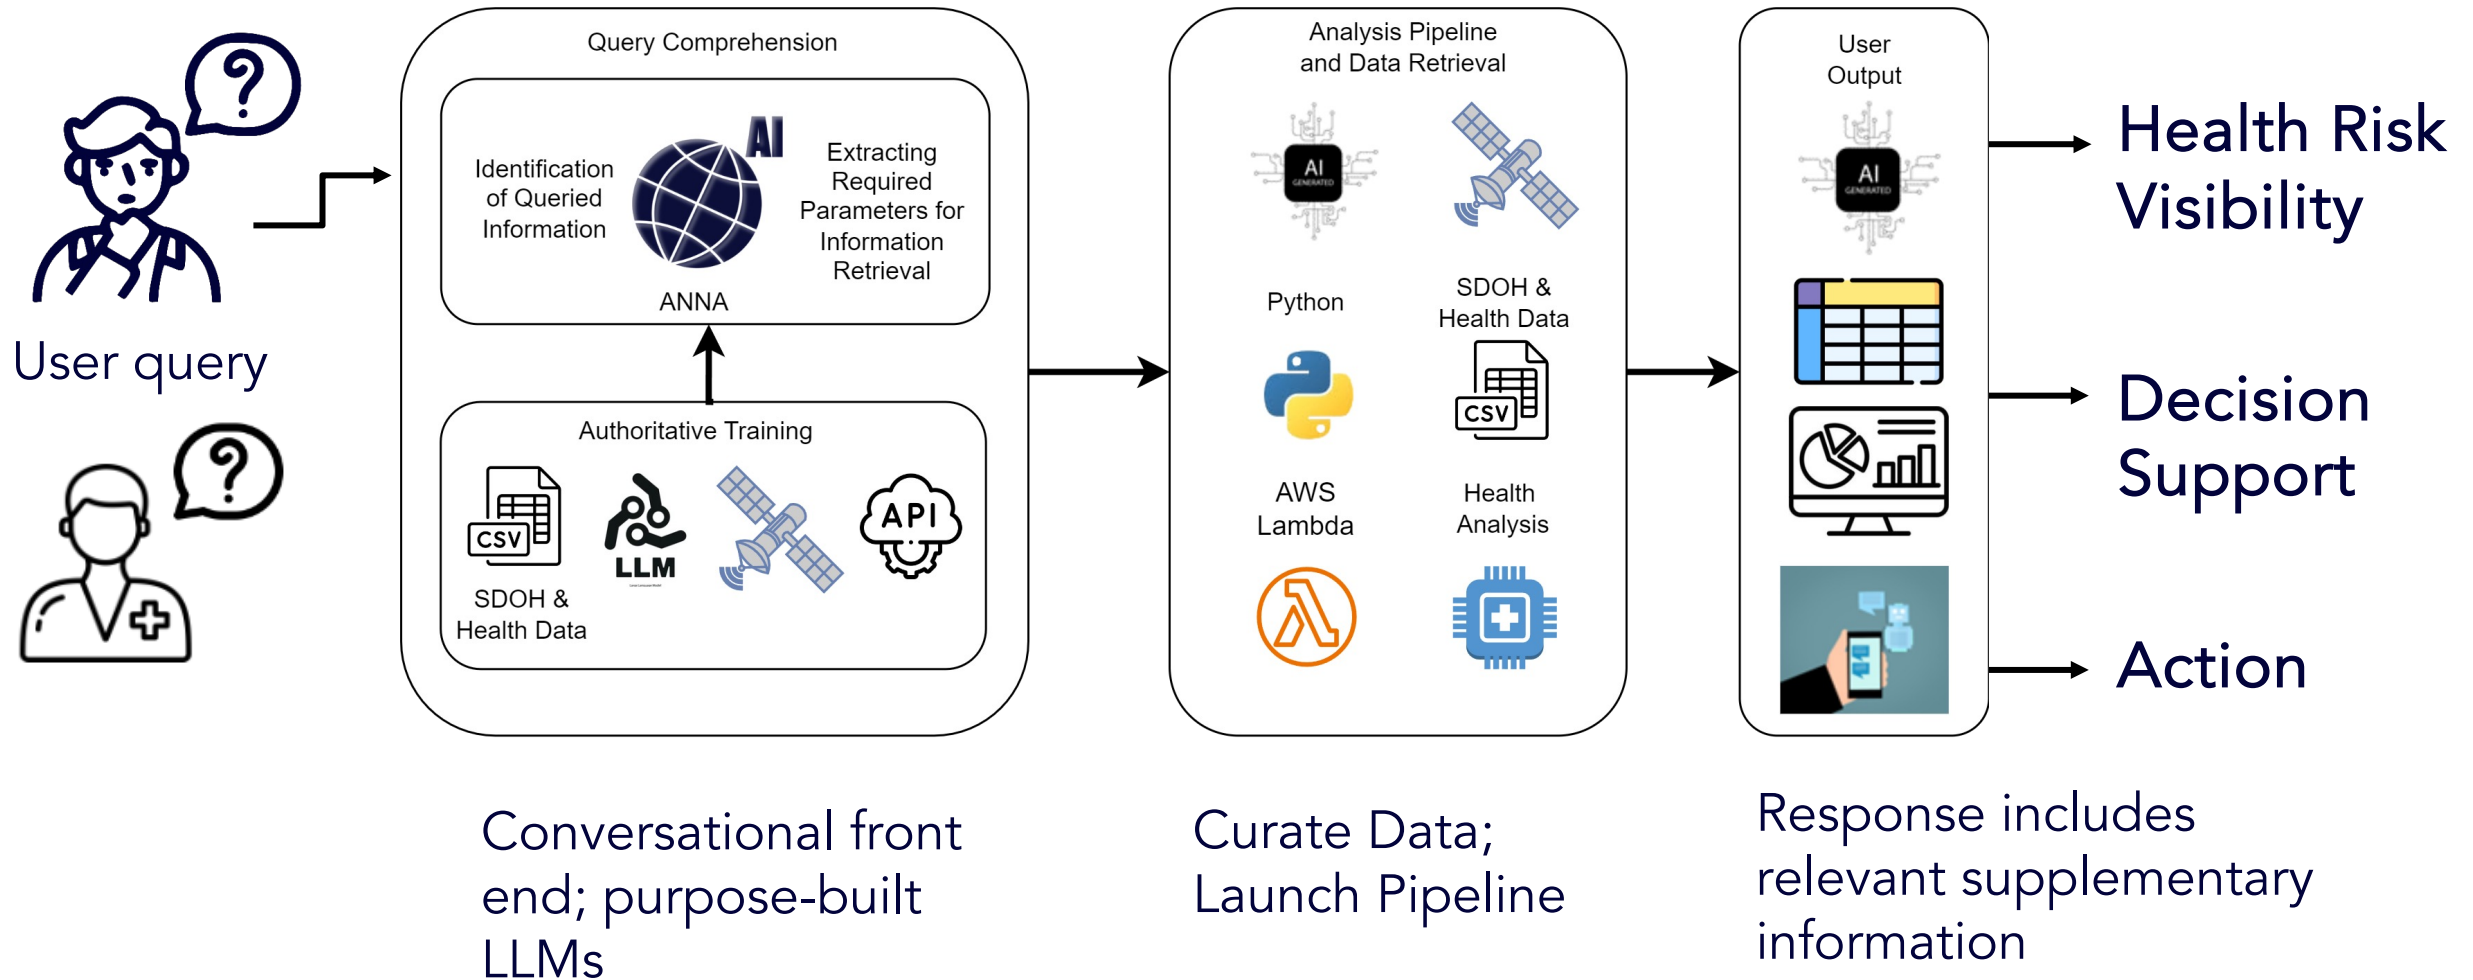 ?
User query
?
Query Comprehension
Identification
of Queried
Information
AI
ANNA
Extracting
Required
Parameters for
Information
Retrieval
Authoritative Training
CSV
SDOH &
Health Data
LLM
API
Conversational front
end; purpose-built
LLMs
Analysis Pipeline
and Data Retrieval
AI
GENERATED
Python
SDOH &
Health Data
CSV
AWS
Lambda
Health
Analysis
Curate Data;
Launch Pipeline
User
Output
AI
GENERATED
Response includes
relevant supplementary
information
Health Risk
Visibility
Decision
Support
Action